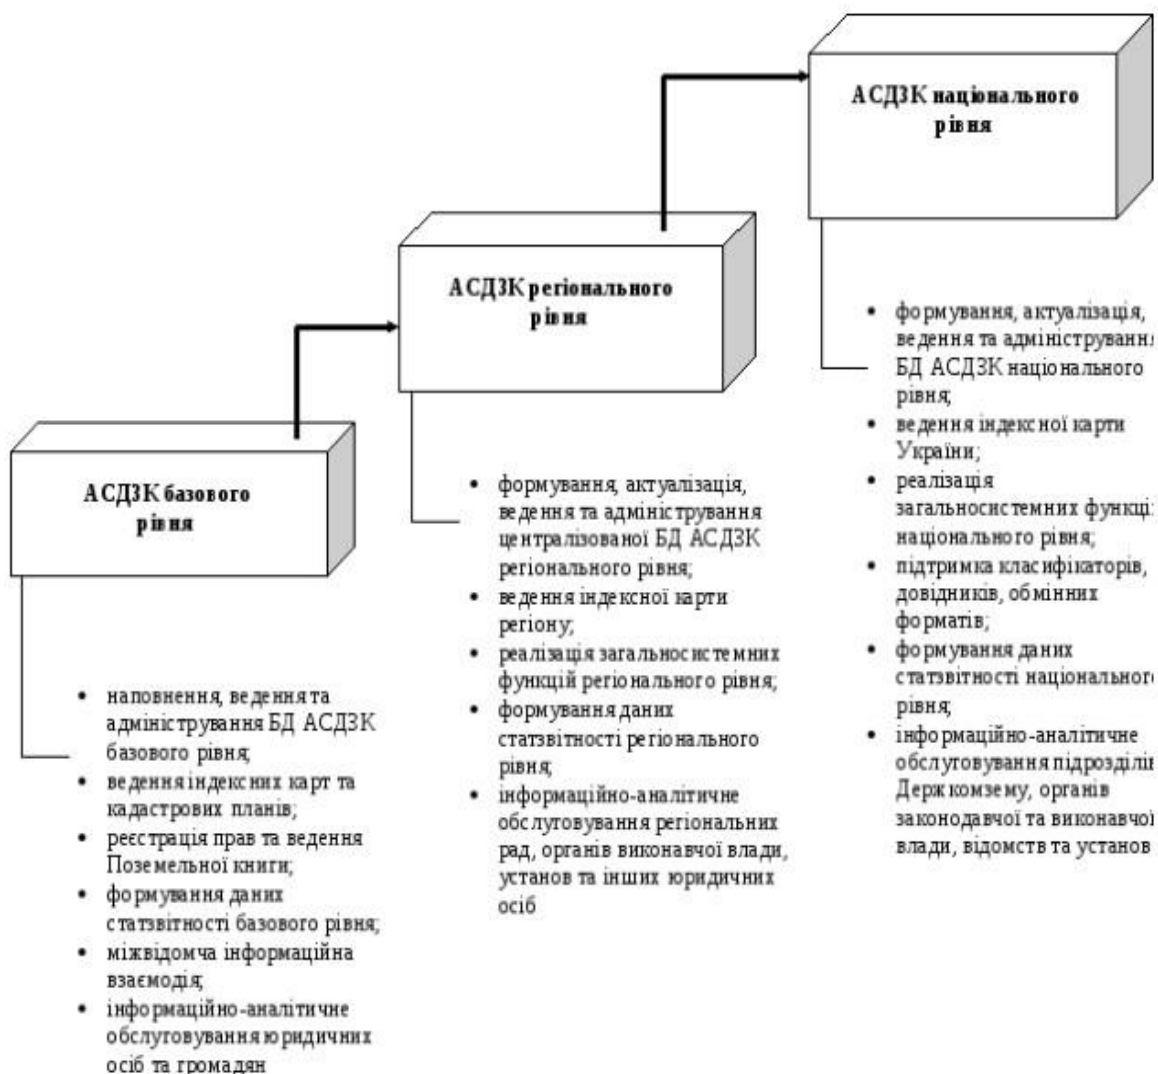 АСДЗК національного
рівня
АСДЗК регіонального
рівня
АСДЗК базового
рівня
• наповнення, ведення та
адміністрування БД АСДЗК
базового рівня;
• ведення індексних карт та
кадастрових планів;
• реєстрація прав та ведення
Поземельної книги;
• формування даних
статзвітності базового рівня;
• міжвідомча інформаційна
взаємодія;
• інформаційно-аналітичне
обслуговування юридичних
осіб та громадян
• формування, актуалізація,
ведення та адміністрування
централізованої БД АСДЗК
регіонального рівня;
• ведення індексної карти
регіону;
• реалізація загальносистемних
функцій регіонального рівня;
• формування даних
статзвітності регіонального
рівня;
• інформаційно-аналітичне
обслуговування регіональних
рад, органів виконавчої влади,
установ та інших юридичних
осіб
• формування, актуалізація,
ведення та адміністрування
БД АСДЗК національного
рівня;
• ведення індексної карти
України;
• реалізація
загальносистемних функці
національного рівня;
• підтримка класифікаторів,
довідників, обмінних
форматів;
• формування даних
статзвітності національного
рівня;
• інформаційно-аналітичне
обслуговування підрозділів
Держкомзему, органів
законодавчої та виконавчої
влади, відомств та установ